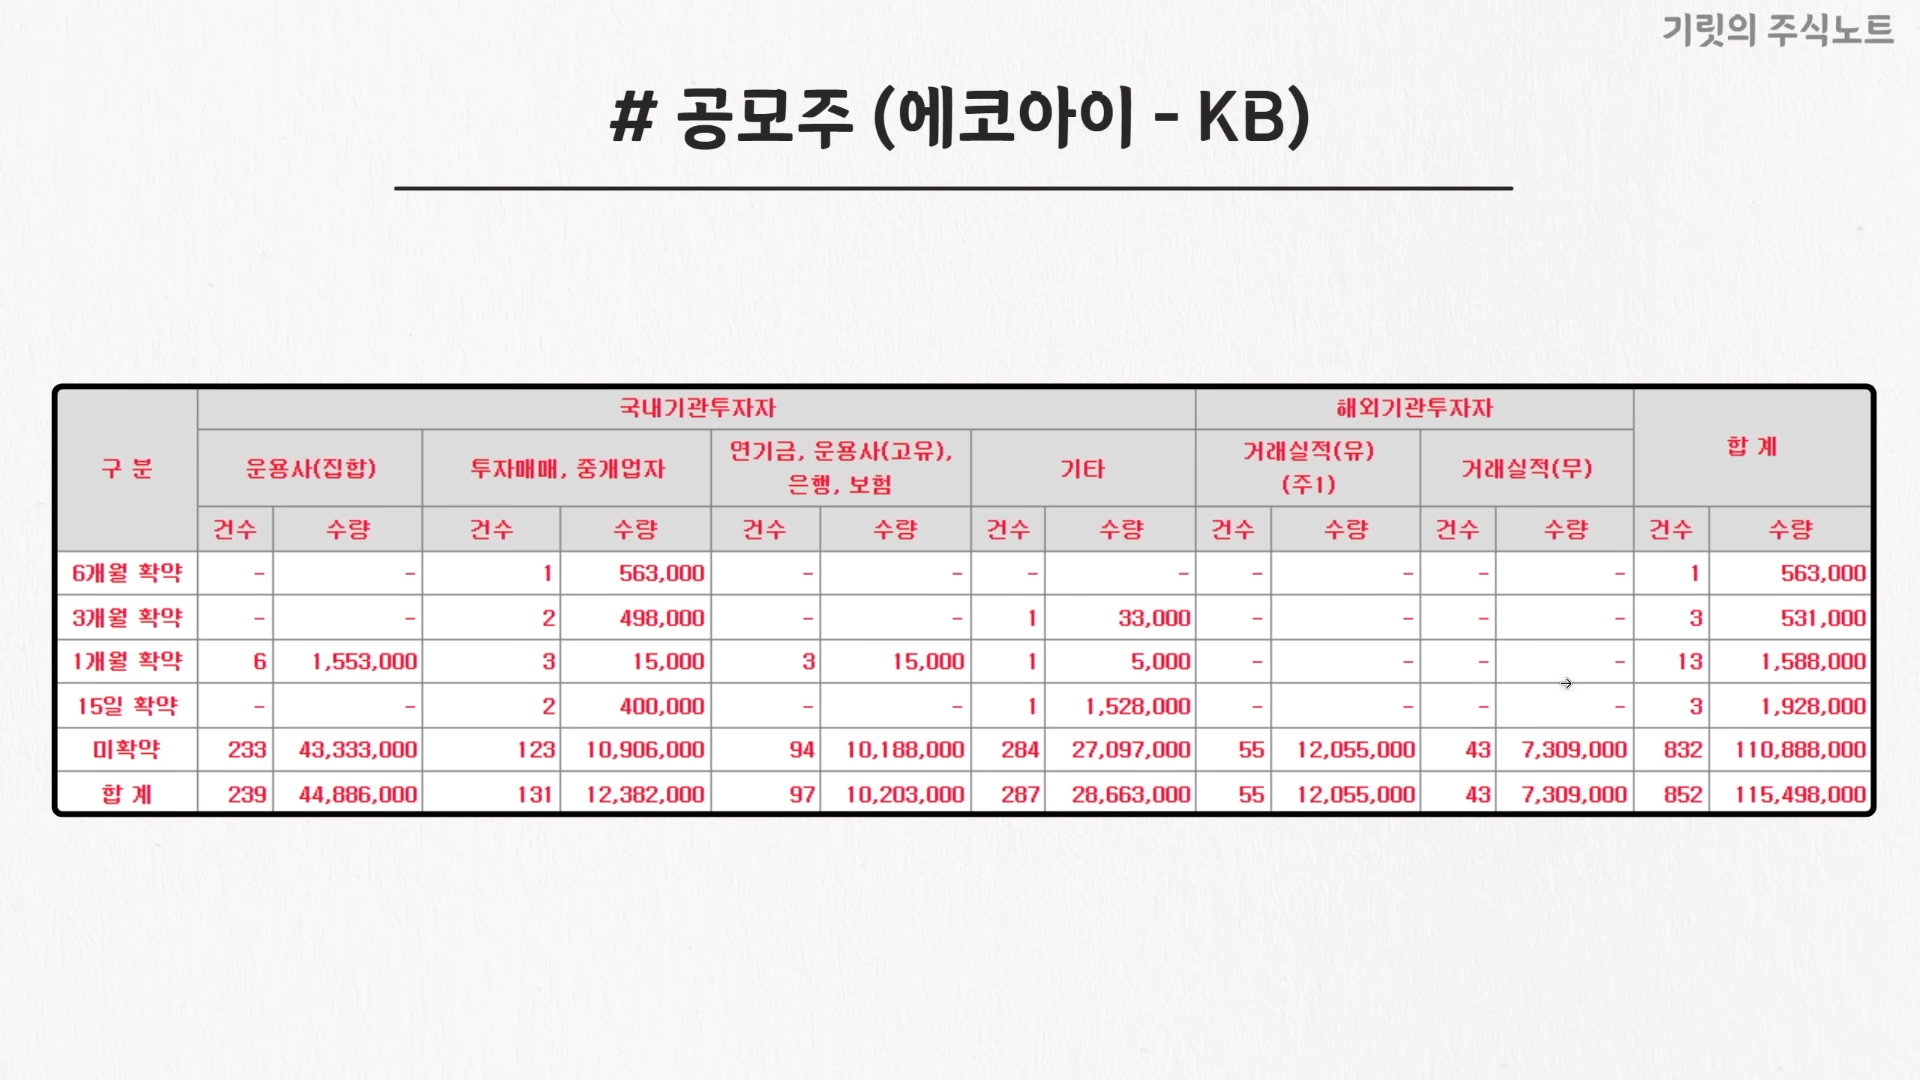 기릿의 주식노트
# 공모주 (에코아이 - KB)
구 분 국내기관투자자 해외기관투자자 합 계
운용사(집합) 투자매매, 중개업자 연기금, 운용사(고유), 은행, 보험 기타 거래실적(유) (주1) 거래실적(무)
건수 수량 건수 수량 건수 수량 건수 수량 건수 수량 건수 수량 건수 수량
6개월 확약 - - 1 563,000 - - - - - - - - 1 563,000
3개월 확약 - - 2 498,000 - - 1 33,000 - - - - 3 531,000
1개월 확약 6 1,553,000 3 15,000 3 15,000 1 5,000 - - - - 13 1,588,000
15일 확약 - - 2 400,000 - - 1 1,528,000 - - - - 3 1,928,000
미확약 233 43,333,000 123 10,906,000 94 10,188,000 284 27,097,000 55 12,055,000 43 7,309,000 832 110,888,000
합 계 239 44,886,000 131 12,382,000 97 10,203,000 287 28,663,000 55 12,055,000 43 7,309,000 852 115,498,000